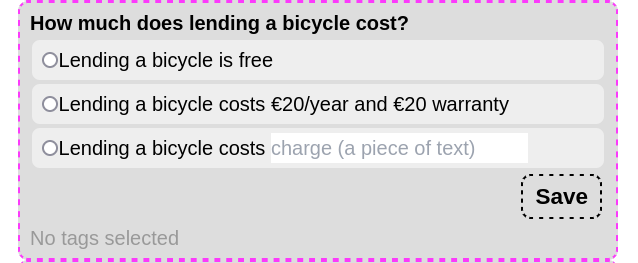 How much does lending a bicycle cost?
Lending a bicycle is free
Lending a bicycle costs €20/year and €20 warranty
Lending a bicycle costs charge (a piece of text)
Save
No tags selected